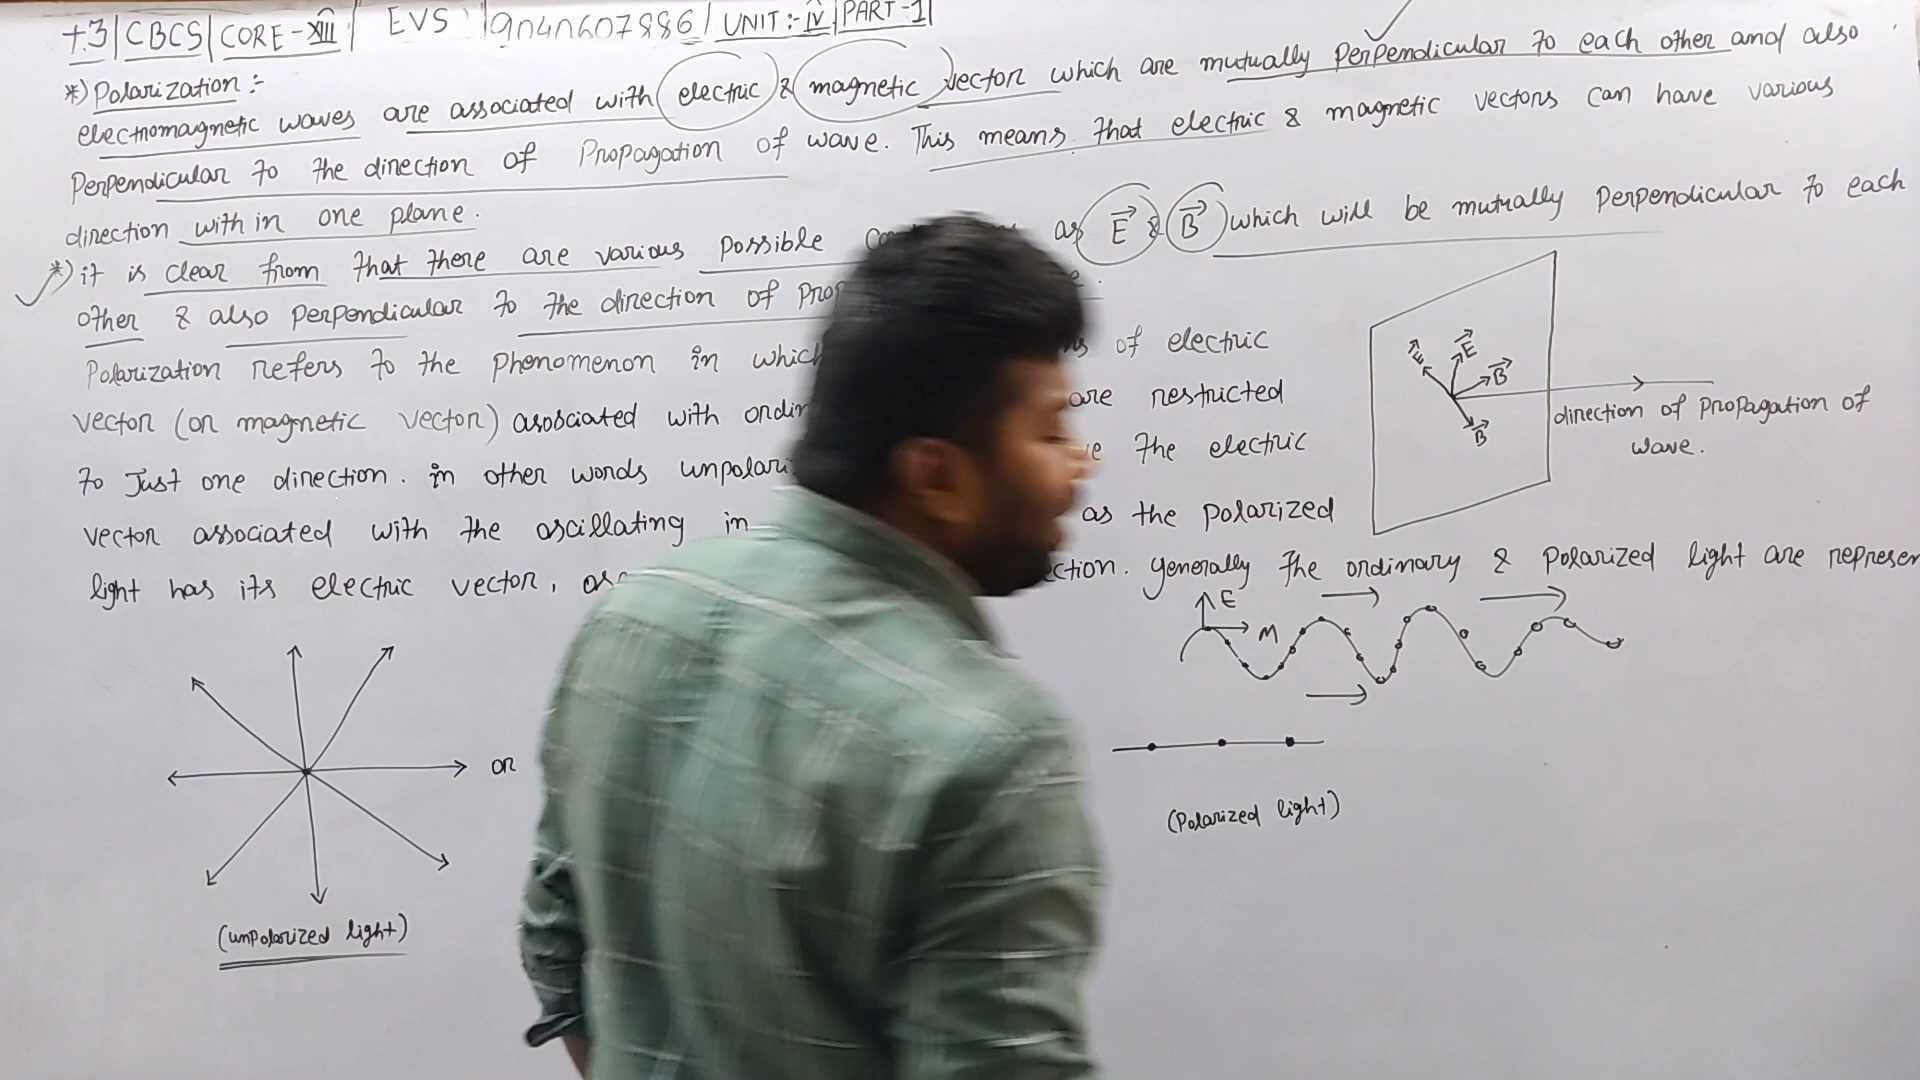 +3 | CBCS | CORE-XIII | EVS | 9040607886 | UNIT:- IV | PART-1 |
*) Polarization :-
electromagnetic waves are associated with electric & magnetic vector which are mutually perpendicular to each other and also
perpendicular to the direction of propagation of wave. This means that electric & magnetic vectors can have various
direction with in one plane.
*) it is clear from that there are various possible as E & B which will be mutually perpendicular to each
other & also perpendicular to the direction of
Polarization refers to the phenomenon in which of electric
vector (or magnetic vector) asosciated with are restricted
to Just one direction. in other words the electric
vector associated with the oscillating in as the polarized
light has its electric vector, generally the ordinary & polarized light are
E
E
B
B
direction of propagation of
wave.
E
M
OR
(Polarized light)
(unpolarized light)